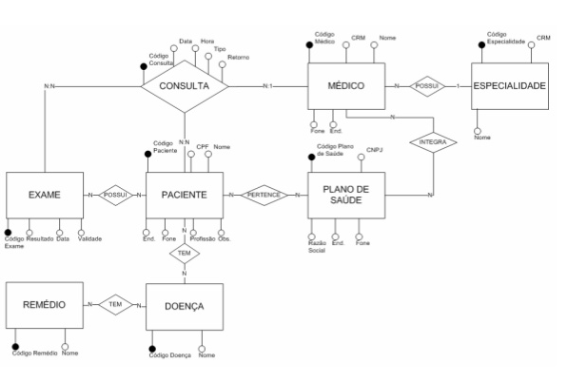 Data
Hora
Tipo
Retorno
Código
Consulta
CONSULTA
N:N
N:1
N N
Código
Médico
CRM
Nome
MÉDICO
Fone
End.
N
POSSUI
1
Código
Especialidade
CRM
ESPECIALIDADE
Nome
N
INTEGRA
N
Código
Paciente
CPF
Nome
PACIENTE
End.
Fone
Profissão
Obs.
EXAME
Código
Exame
Resultado
Data
Validade
N
POSSUI
N
N
PERTENCE
N
Código Plano
de Saúde
CNPJ
PLANO DE
SAÚDE
Razão
Social
End.
Fone
N
TEM
N
REMÉDIO
Código Remédio
Nome
N
TEM
N
DOENÇA
Código Doença
Nome